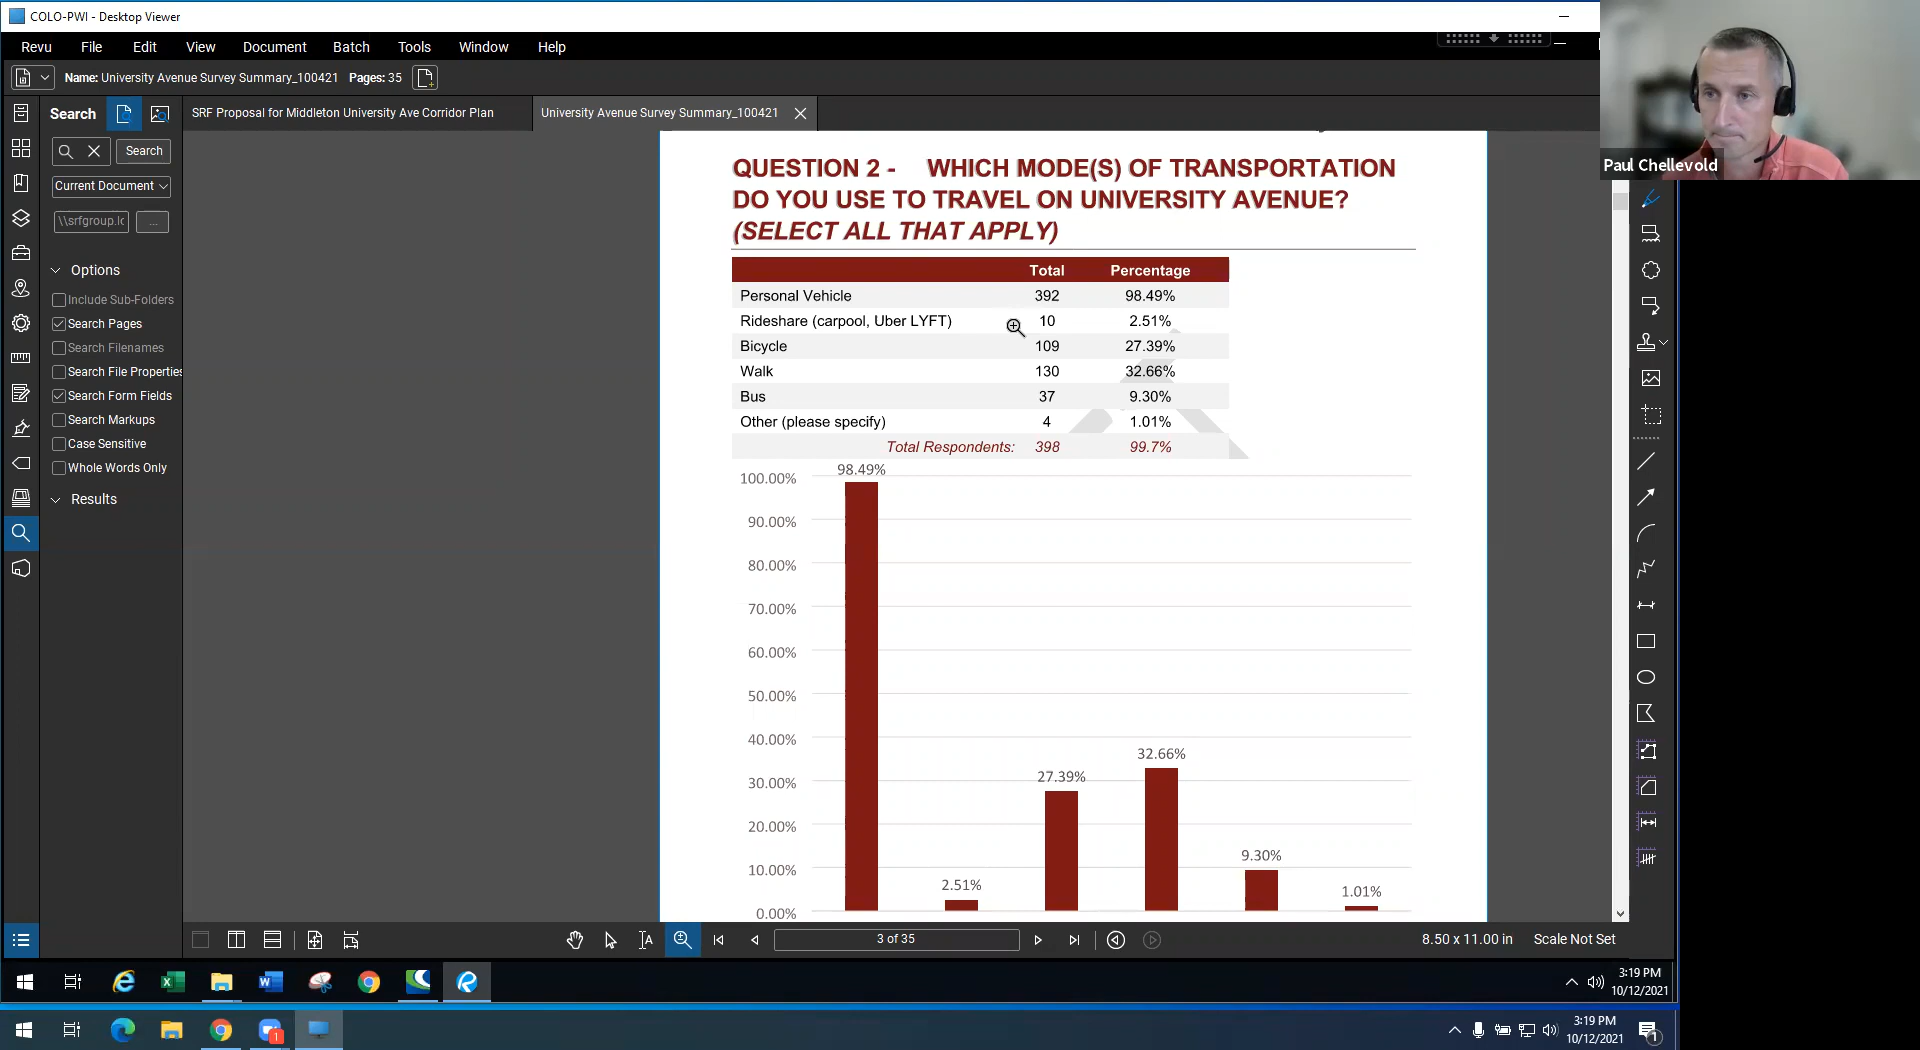 COLO-PWI - Desktop Viewer
Revu File Edit View Document Batch Tools Window Help
Name: University Avenue Survey Summary_100421 Pages: 35
Search
SRF Proposal for Middleton University Ave Corridor Plan
University Avenue Survey Summary_100421
Search
Current Document
\\srfgroup.lc
...
Options
Include Sub-Folders
Search Pages
Search Filenames
Search File Properties
Search Form Fields
Search Markups
Case Sensitive
Whole Words Only
Results
QUESTION 2 - WHICH MODE(S) OF TRANSPORTATION
DO YOU USE TO TRAVEL ON UNIVERSITY AVENUE?
(SELECT ALL THAT APPLY)
Total Percentage
Personal Vehicle 392 98.49%
Rideshare (carpool, Uber LYFT) 10 2.51%
Bicycle 109 27.39%
Walk 130 32.66%
Bus 37 9.30%
Other (please specify) 4 1.01%
Total Respondents: 398 99.7%
98.49%
100.00%
90.00%
80.00%
70.00%
60.00%
50.00%
40.00%
32.66%
30.00%
27.39%
20.00%
9.30%
10.00%
2.51%
1.01%
0.00%
Paul Chellevold
3 of 35
8.50 x 11.00 in Scale Not Set
3:19 PM
10/12/2021
3:19 PM
10/12/2021
1
1